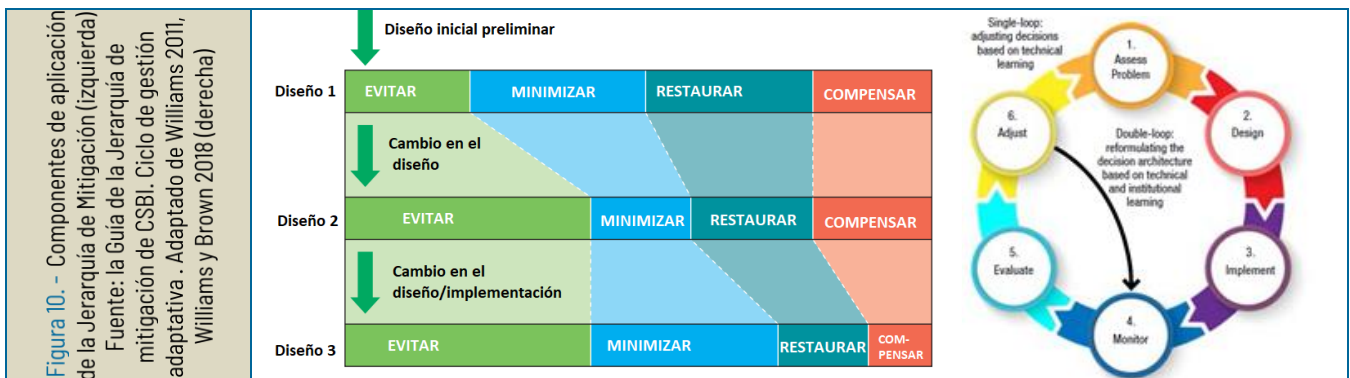 Figura 10. - Componentes de aplicación
de la Jerarquía de Mitigación (izquierda)
Fuente: la Guía de la Jerarquía de
mitigación de CSBI. Ciclo de gestión
adaptativa . Adaptado de Williams 2011,
Williams y Brown 2018 (derecha)
Diseño inicial preliminar
Diseño 1
EVITAR
MINIMIZAR
RESTAURAR
COMPENSAR
Cambio en el
diseño
Diseño 2
EVITAR
MINIMIZAR
RESTAURAR
COMPENSAR
Cambio en el
diseño/implementación
Diseño 3
EVITAR
MINIMIZAR
RESTAURAR
COM-
PENSAR
Single-loop:
adjusting decisions
based on technical
learning
1.
Assess
Problem
2.
Design
3.
Implement
4.
Monitor
5.
Evaluate
6.
Adjust
Double-loop:
reformulating the
decision architecture
based on technical
and institutional
learning